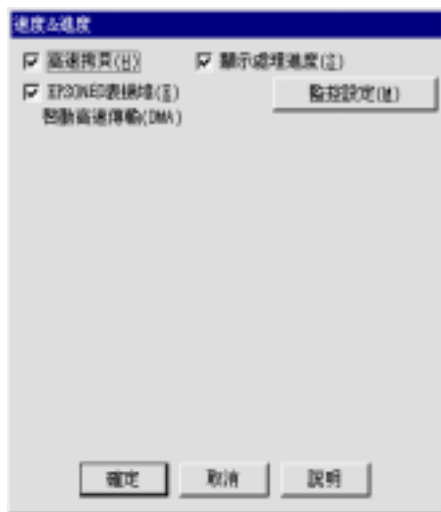 速度&進度
高速拷貝(H) 顯示處理進度(S)
EPSON印表機埠(E) 監控設定(M)
啟動高速傳輸(DMA)
確定 取消 說明